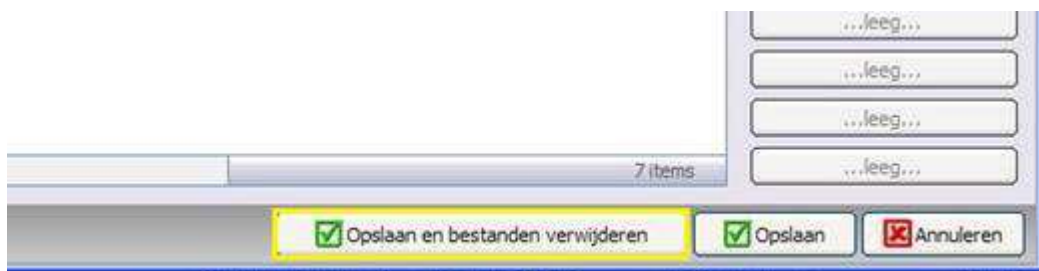 ...leeg...
...leeg...
...leeg...
7 items
...leeg...
Opslaan en bestanden verwijderen
Opslaan
Annuleren